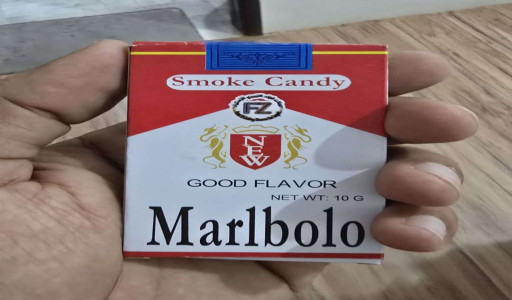 Smoke Candy
FZ
NEW
GOOD FLAVOR
NET WT: 10 G
Marlbolo